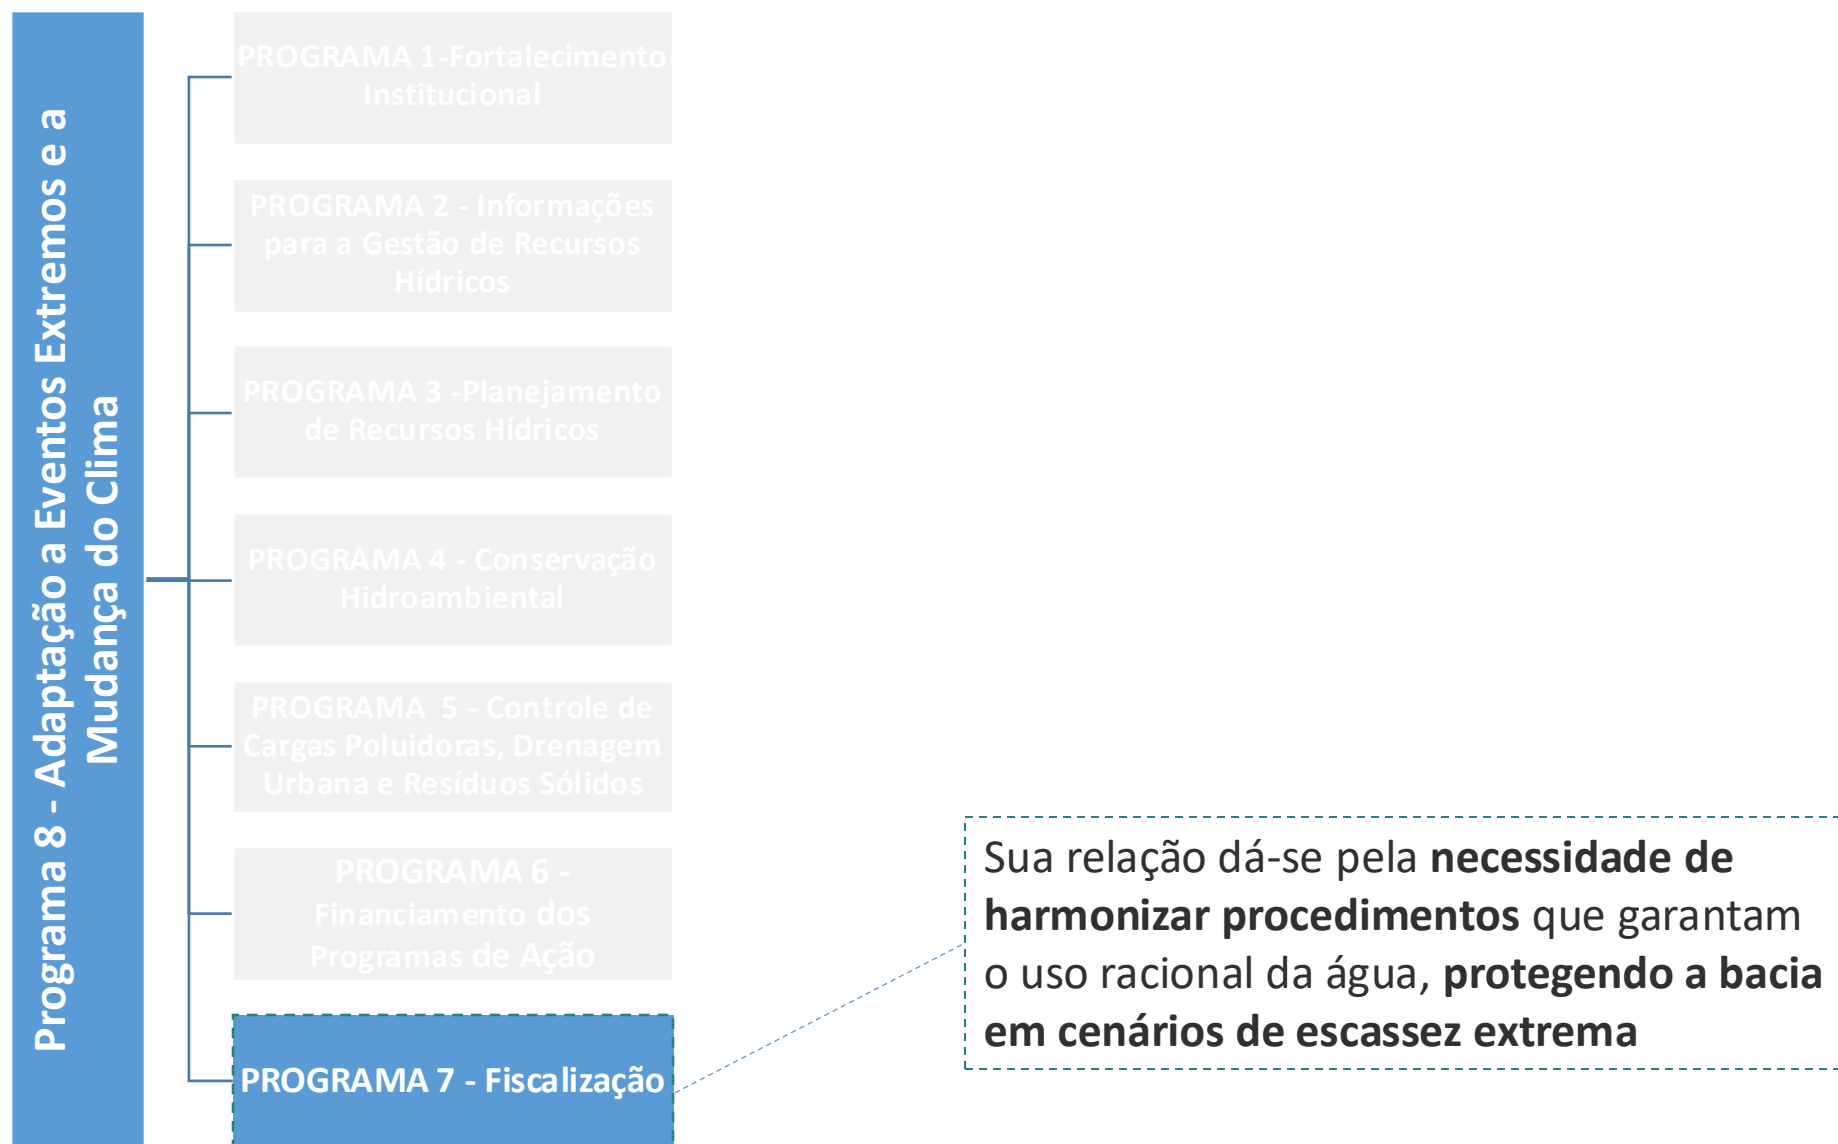 Programa 8 - Adaptação a Eventos Extremos e a
Mudança do Clima
PROGRAMA 1-Fortalecimento
Institucional
PROGRAMA 2 - Informações
para a Gestão de Recursos
Hídricos
PROGRAMA 3 -Planejamento
de Recursos Hídricos
PROGRAMA 4 - Conservação
Hidroambiental
PROGRAMA  5 - Controle de
Cargas Poluidoras, Drenagem
Urbana e Resíduos Sólidos
PROGRAMA 6 -
Financiamento dos
Programas de Ação
PROGRAMA 7 - Fiscalização
Sua relação dá-se pela necessidade de
harmonizar procedimentos que garantam
o uso racional da água, protegendo a bacia
em cenários de escassez extrema